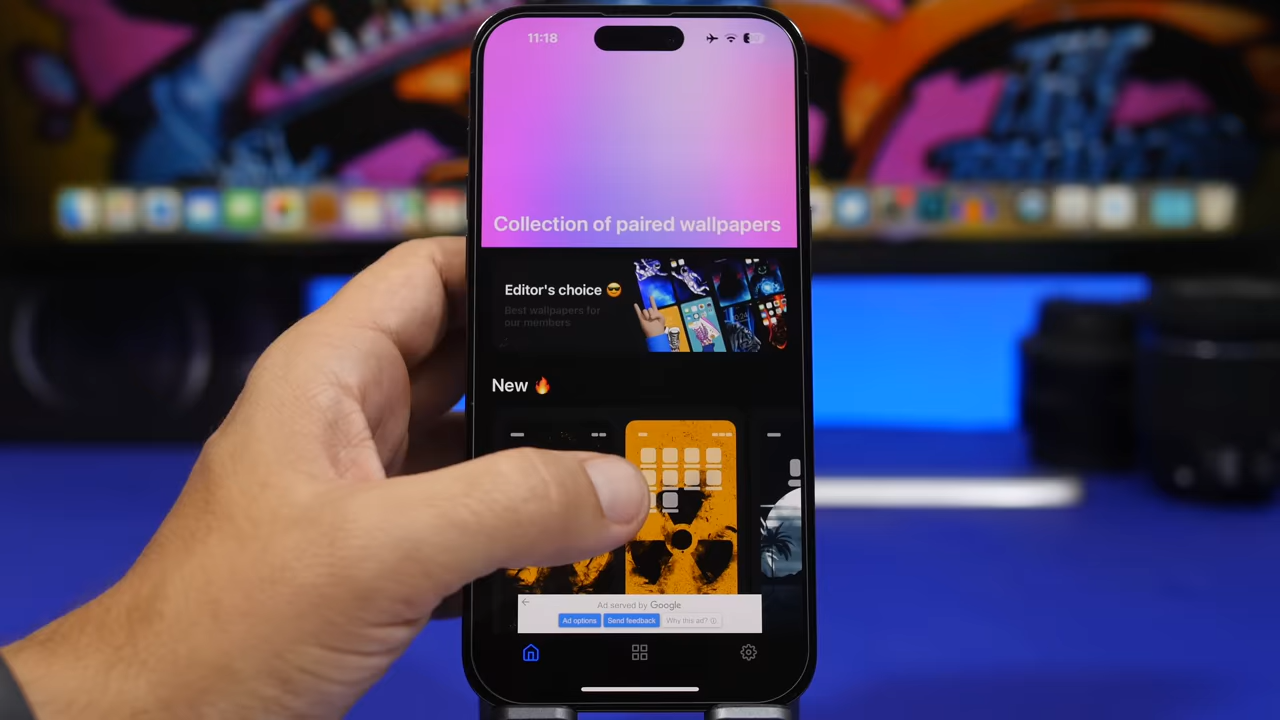 11:18
Collection of paired wallpapers
Editor's choice 😎
Best wallpapers for
our members
New 🔥
Ad served by Google
Ad options
Send feedback
Why this ad?